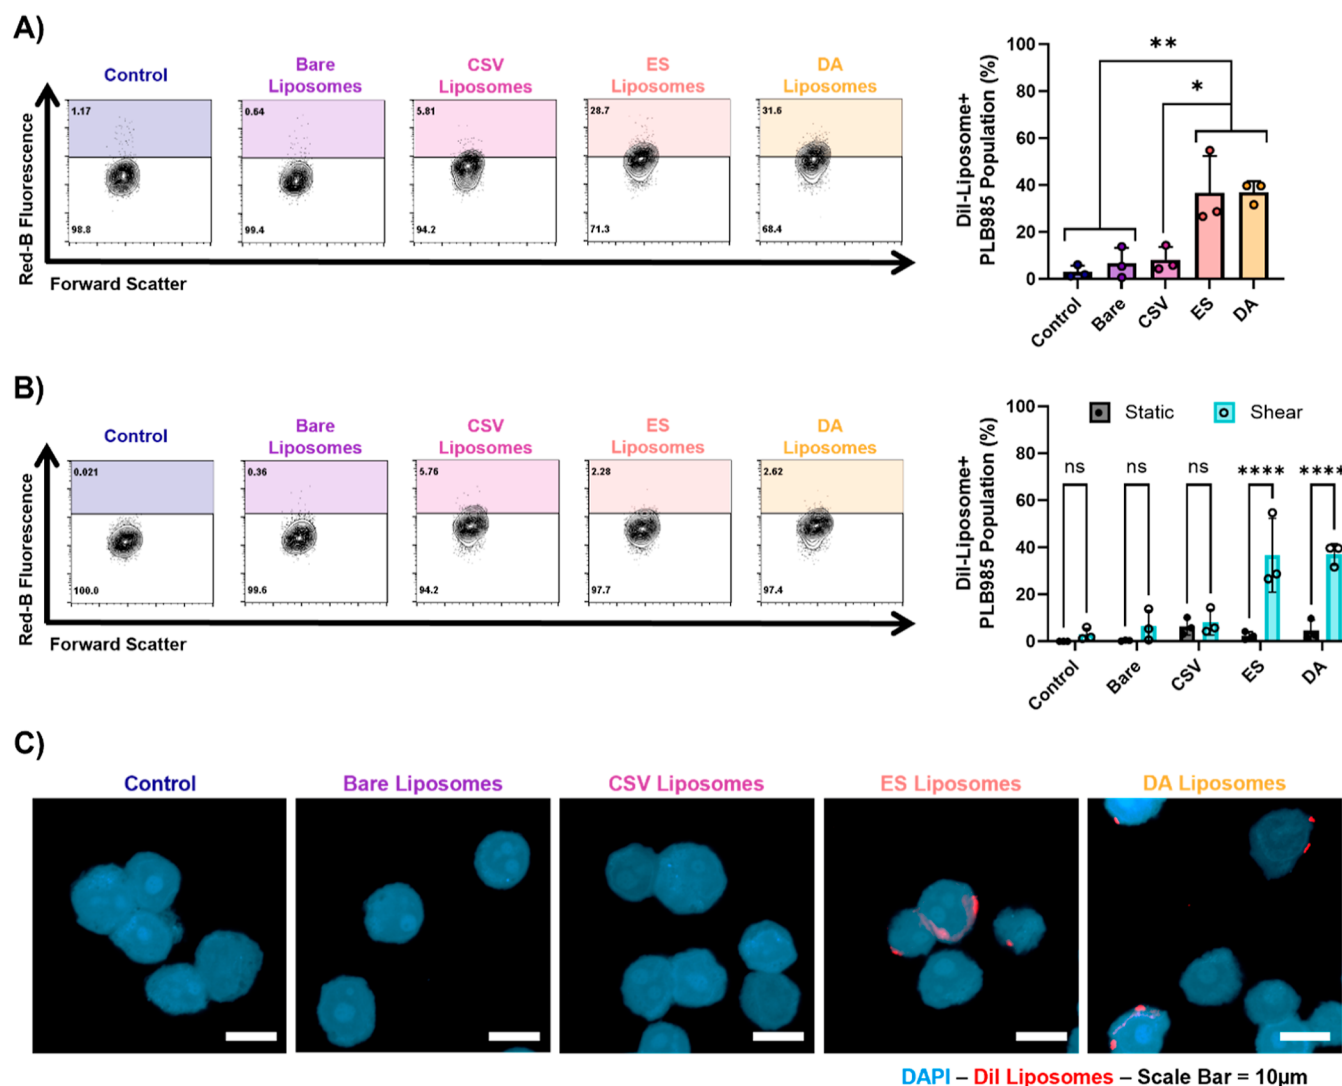 A)
Control
Bare
Liposomes
CSV
Liposomes
ES
Liposomes
DA
Liposomes
Red-B Fluorescence
1.17
98.8
0.64
99.4
5.81
94.2
28.7
71.3
31.6
68.4
Forward Scatter
DiI-Liposome+
PLB985 Population (%)
100
80
60
40
20
0
**
*
Control
Bare
CSV
ES
DA
B)
Control
Bare
Liposomes
CSV
Liposomes
ES
Liposomes
DA
Liposomes
Red-B Fluorescence
0.021
100.0
0.36
99.6
5.76
94.2
2.28
97.7
2.62
97.4
Forward Scatter
DiI-Liposome+
PLB985 Population (%)
100
80
60
40
20
0
Static
Shear
ns
ns
ns
****
****
Control
Bare
CSV
ES
DA
C)
Control
Bare Liposomes
CSV Liposomes
ES Liposomes
DA Liposomes
DAPI – DiI Liposomes – Scale Bar = 10µm